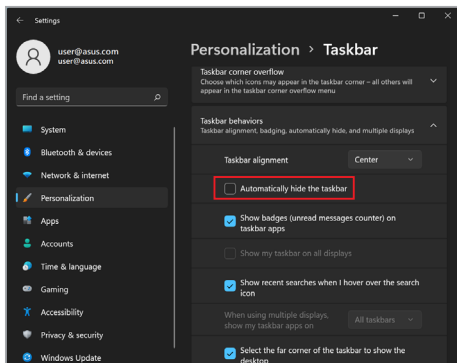 Settings
user@asus.com
user@asus.com
Find a setting
System
Bluetooth & devices
Network & internet
Personalization
Apps
Accounts
Time & language
Gaming
Accessibility
Privacy & security
Windows Update
Personalization > Taskbar
Taskbar corner overflow
Choose which icons may appear in the taskbar corner – all others will
appear in the taskbar corner overflow menu
Taskbar behaviors
Taskbar alignment, badging, automatically hide, and multiple displays
Taskbar alignment
Center
Automatically hide the taskbar
Show badges (unread messages counter) on
taskbar apps
Show my taskbar on all displays
Show recent searches when I hover over the search
icon
When using multiple displays,
show my taskbar apps on
All taskbars
Select the far corner of the taskbar to show the
desktop